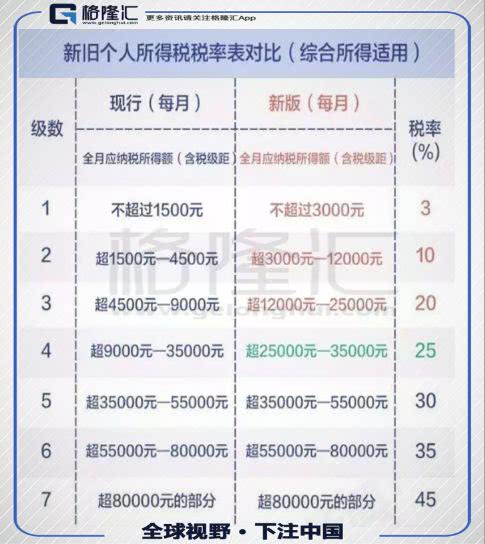 格隆汇
www.gelonghui.com
更多资讯请关注格隆汇App
新旧个人所得税税率表对比（综合所得适用）
级数 现行（每月） 新版（每月） 税率(%)
全月应纳税所得额（含税级距） 全月应纳税所得额（含税级距）
1 不超过1500元 不超过3000元 3
2 超1500元—4500元 超3000元—12000元 10
格隆汇
3 超4500元—9000元 超12000元—25000元 20
www.gelonghui.com
4 超9000元—35000元 超25000元—35000元 25
5 超35000元—55000元 超35000元—55000元 30
6 超55000元—80000元 超55000元—80000元 35
7 超80000元的部分 超80000元的部分 45
全球视野·下注中国